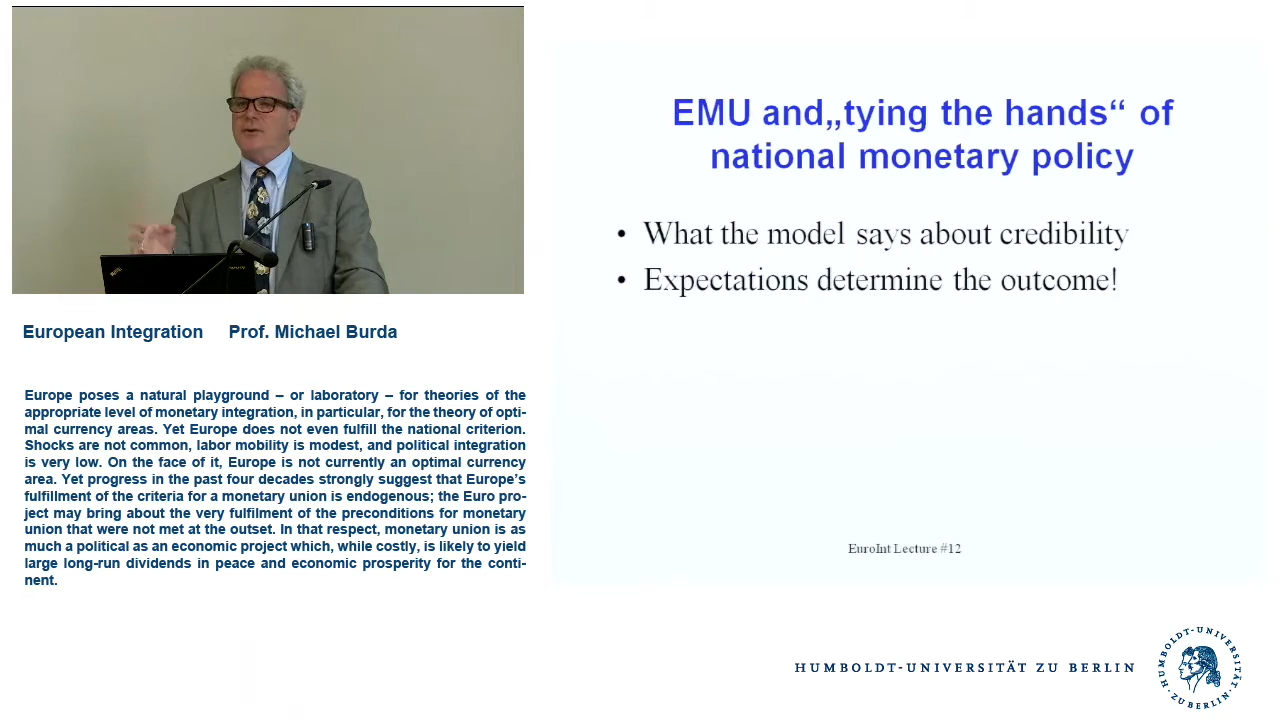 EMU and„tying the hands“ of
national monetary policy
• What the model says about credibility
• Expectations determine the outcome!
EuroInt Lecture #12
European Integration Prof. Michael Burda
Europe poses a natural playground – or laboratory – for theories of the
appropriate level of monetary integration, in particular, for the theory of opti-
mal currency areas. Yet Europe does not even fulfill the national criterion.
Shocks are not common, labor mobility is modest, and political integration
is very low. On the face of it, Europe is not currently an optimal currency
area. Yet progress in the past four decades strongly suggest that Europe's
fulfillment of the criteria for a monetary union is endogenous; the Euro pro-
ject may bring about the very fulfilment of the preconditions for monetary
union that were not met at the outset. In that respect, monetary union is as
much a political as an economic project which, while costly, is likely to yield
large long-run dividends in peace and economic prosperity for the conti-
nent.
HUMBOLDT-UNIVERSITÄT ZU BERLIN
HUMBOLDT-UNIVERSITÄT · ZU BERLIN ·